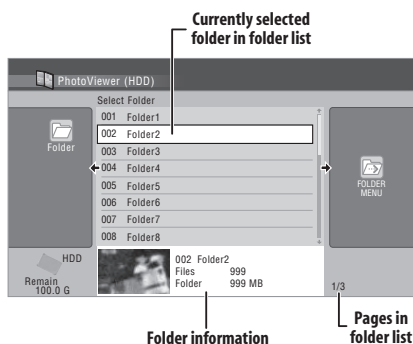 Currently selected
folder in folder list
PhotoViewer (HDD)
Select Folder
Folder
001 Folder1
002 Folder2
003 Folder3
004 Folder4
005 Folder5
006 Folder6
007 Folder7
008 Folder8
FOLDER
MENU
HDD
Remain
100.0 G
002 Folder2
Files 999
Folder 999 MB
1/3
Folder information
Pages in
folder list